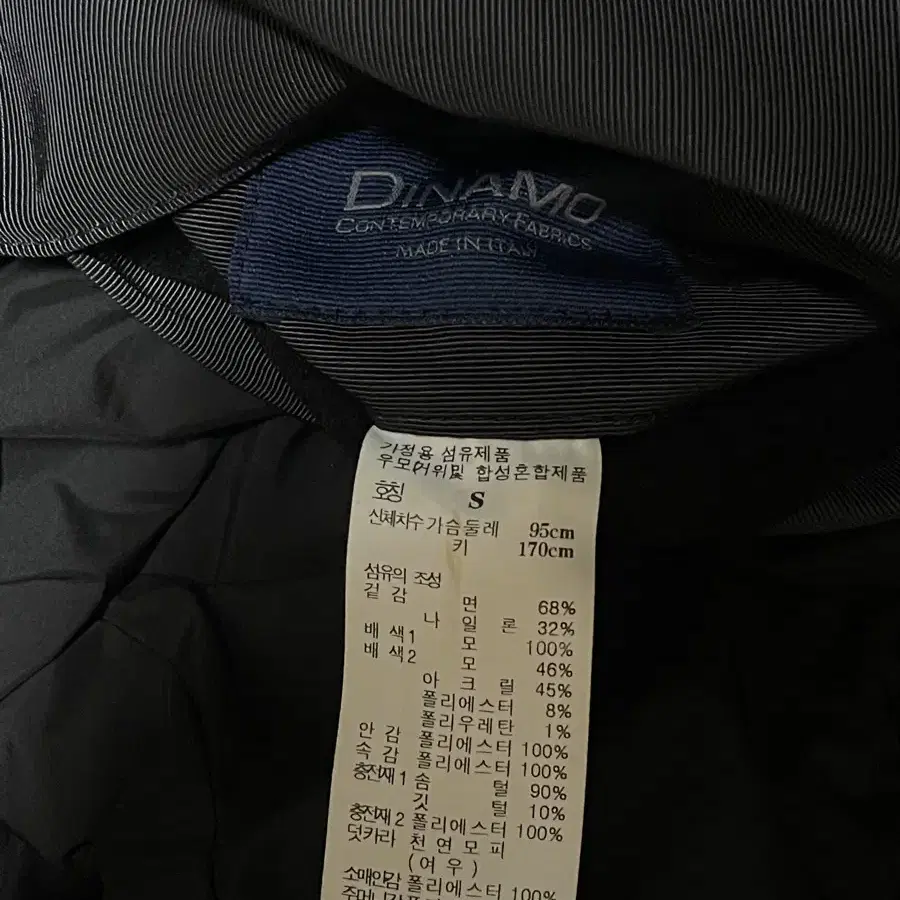 DINAMO
CONTEMPORARY FABRICS
MADE IN ITALY
가정용 섬유제품
우모(거위)및 합성혼합제품
호칭 S
신체치수 가슴둘레 95cm
키 170cm
섬유의 조성
겉감 면 68%
나일론 32%
배색1 모 100%
배색2 모 46%
아크릴 45%
폴리에스터 8%
폴리우레탄 1%
안감 폴리에스터 100%
속감 폴리에스터 100%
충전재1 솜털 90%
깃털 10%
충전재2 폴리에스터 100%
덧카라 천연모피
(여우)
소매안감 폴리에스터 100%